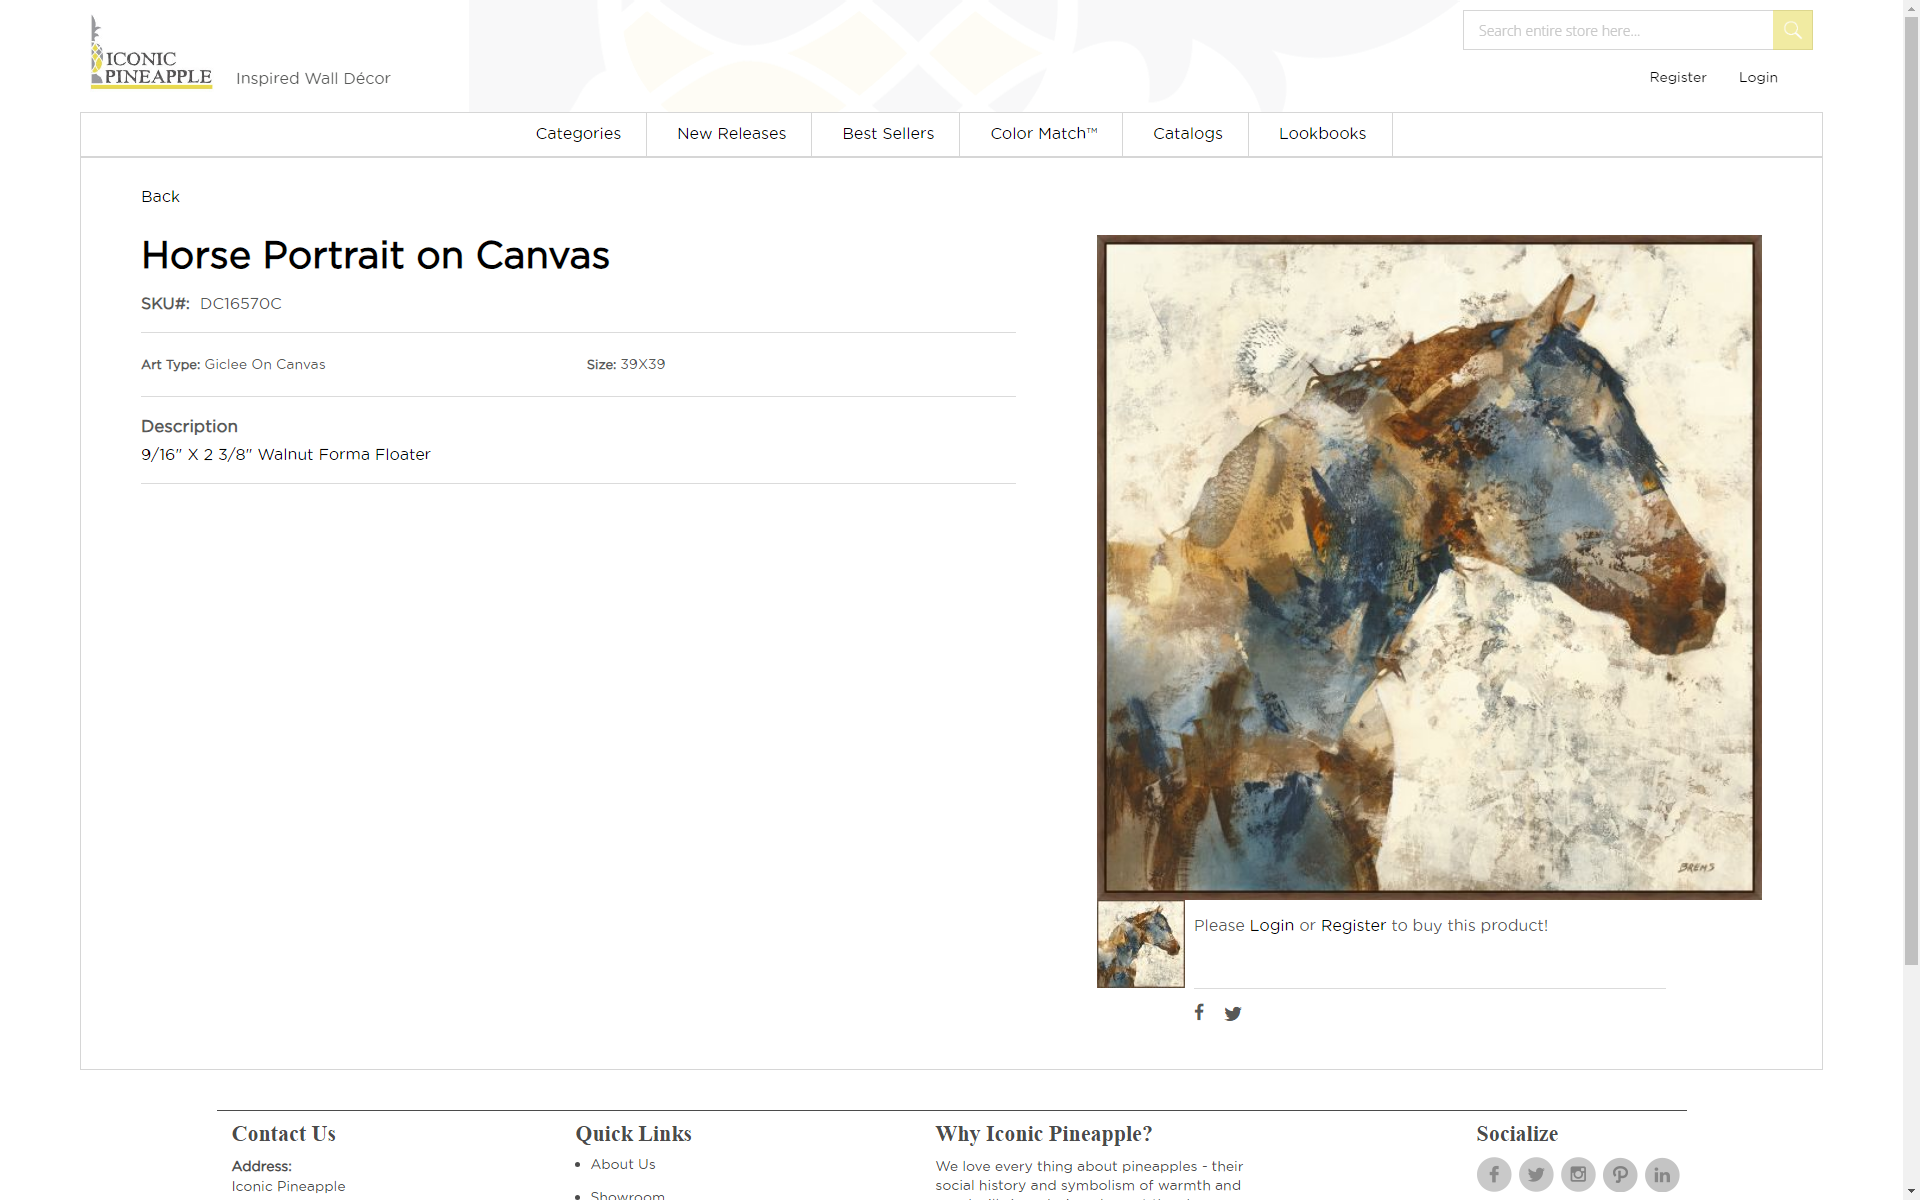 ICONIC
PINEAPPLE
Inspired Wall Décor
Search entire store here...
Register Login
Categories New Releases Best Sellers Color Match™ Catalogs Lookbooks
Back
Horse Portrait on Canvas
SKU#: DC16570C
Art Type: Giclee On Canvas Size: 39X39
Description
9/16" X 2 3/8" Walnut Forma Floater
BREMS
Please Login or Register to buy this product!
Contact Us
Address:
Iconic Pineapple
Quick Links
About Us
Showroom
Why Iconic Pineapple?
We love every thing about pineapples - their
social history and symbolism of warmth and
Socialize